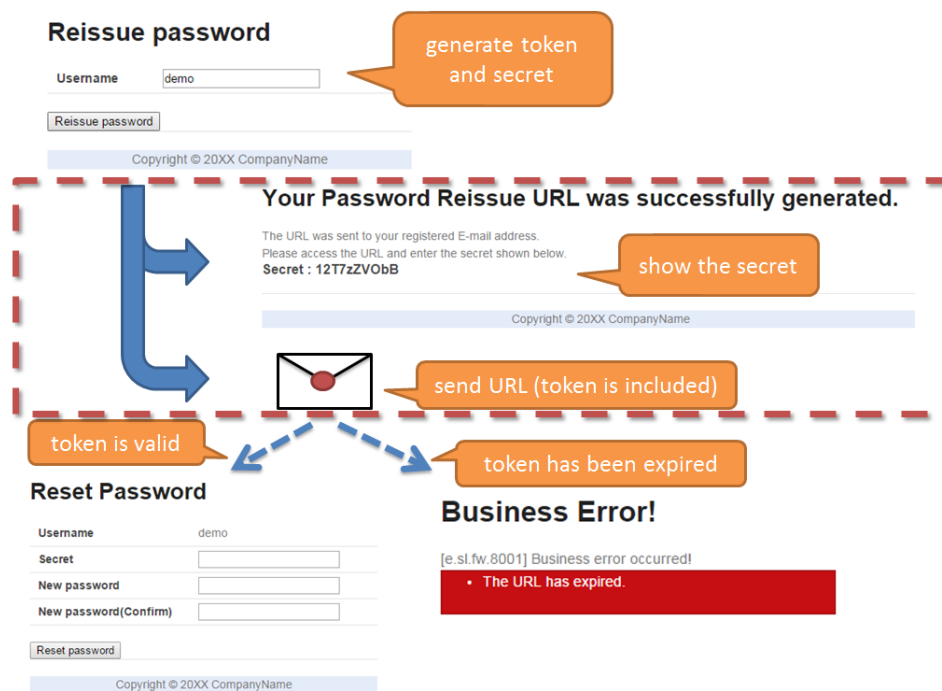 Reissue password
generate token
and secret
Username demo
Reissue password
Copyright © 20XX CompanyName
Your Password Reissue URL was successfully generated.
The URL was sent to your registered E-mail address.
Please access the URL and enter the secret shown below.
Secret : 12T7zZVObB
show the secret
Copyright © 20XX CompanyName
send URL (token is included)
token is valid
token has been expired
Reset Password
Username demo
Secret
New password
New password(Confirm)
Reset password
Copyright © 20XX CompanyName
Business Error!
[e.sl.fw.8001] Business error occurred!
• The URL has expired.